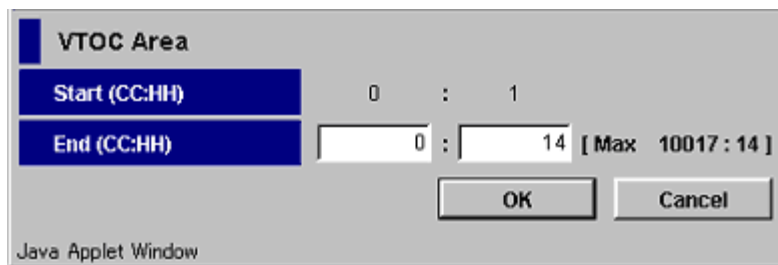 VTOC Area
Start (CC:HH) 0 : 1
End (CC:HH) 0 : 14 [ Max 10017 : 14 ]
OK Cancel
Java Applet Window